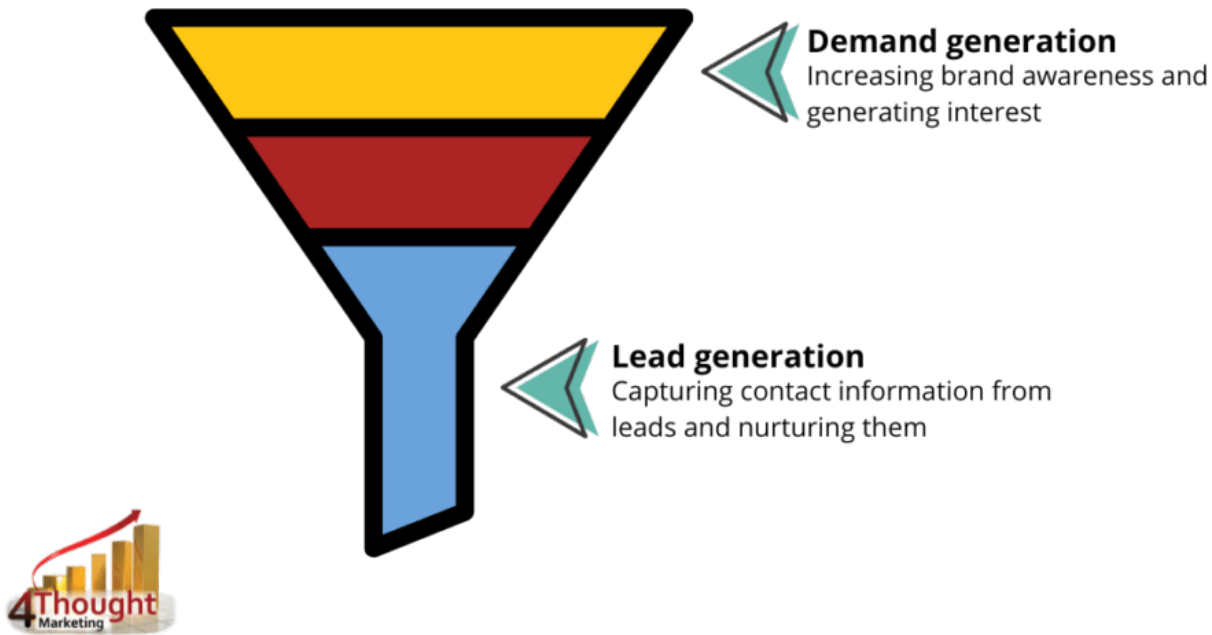 Demand generation
Increasing brand awareness and
generating interest
Lead generation
Capturing contact information from
leads and nurturing them
4Thought
Marketing